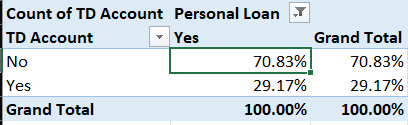 Count of TD Account Personal Loan
TD Account Yes Grand Total
No 70.83% 70.83%
Yes 29.17% 29.17%
Grand Total 100.00% 100.00%